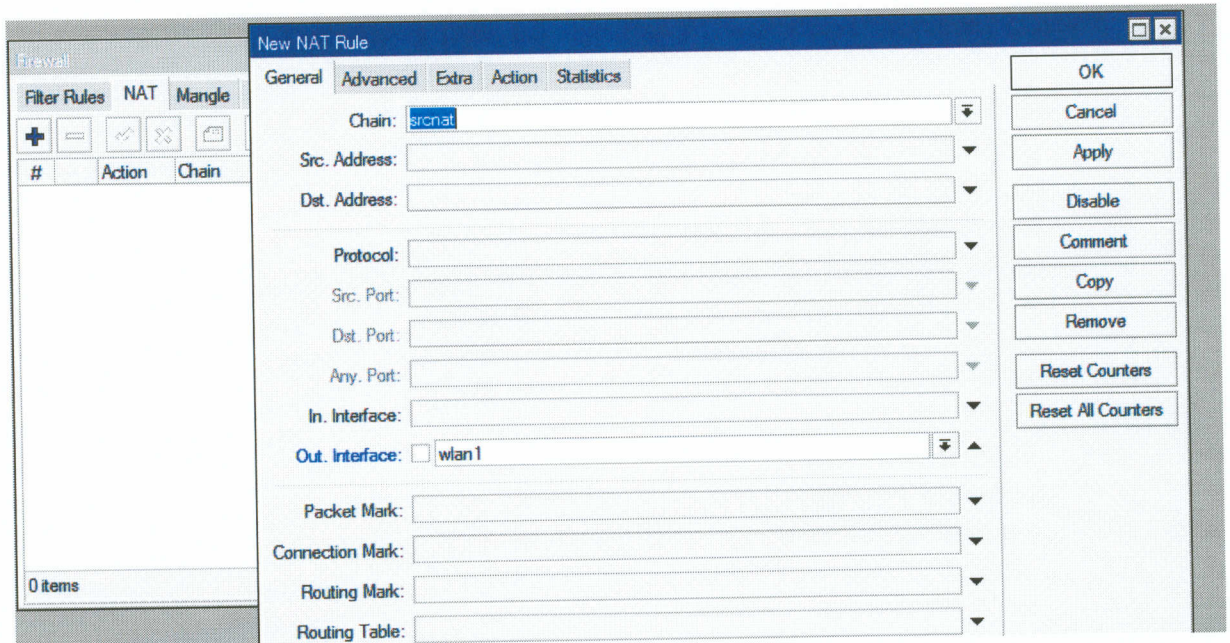 Firewall
Filter Rules NAT Mangle
# Action Chain
0 items
New NAT Rule
General Advanced Extra Action Statistics
Chain: srcnat
Src. Address:
Dst. Address:
Protocol:
Src. Port:
Dst. Port:
Any. Port:
In. Interface:
Out. Interface: wlan1
Packet Mark:
Connection Mark:
Routing Mark:
Routing Table:
OK
Cancel
Apply
Disable
Comment
Copy
Remove
Reset Counters
Reset All Counters